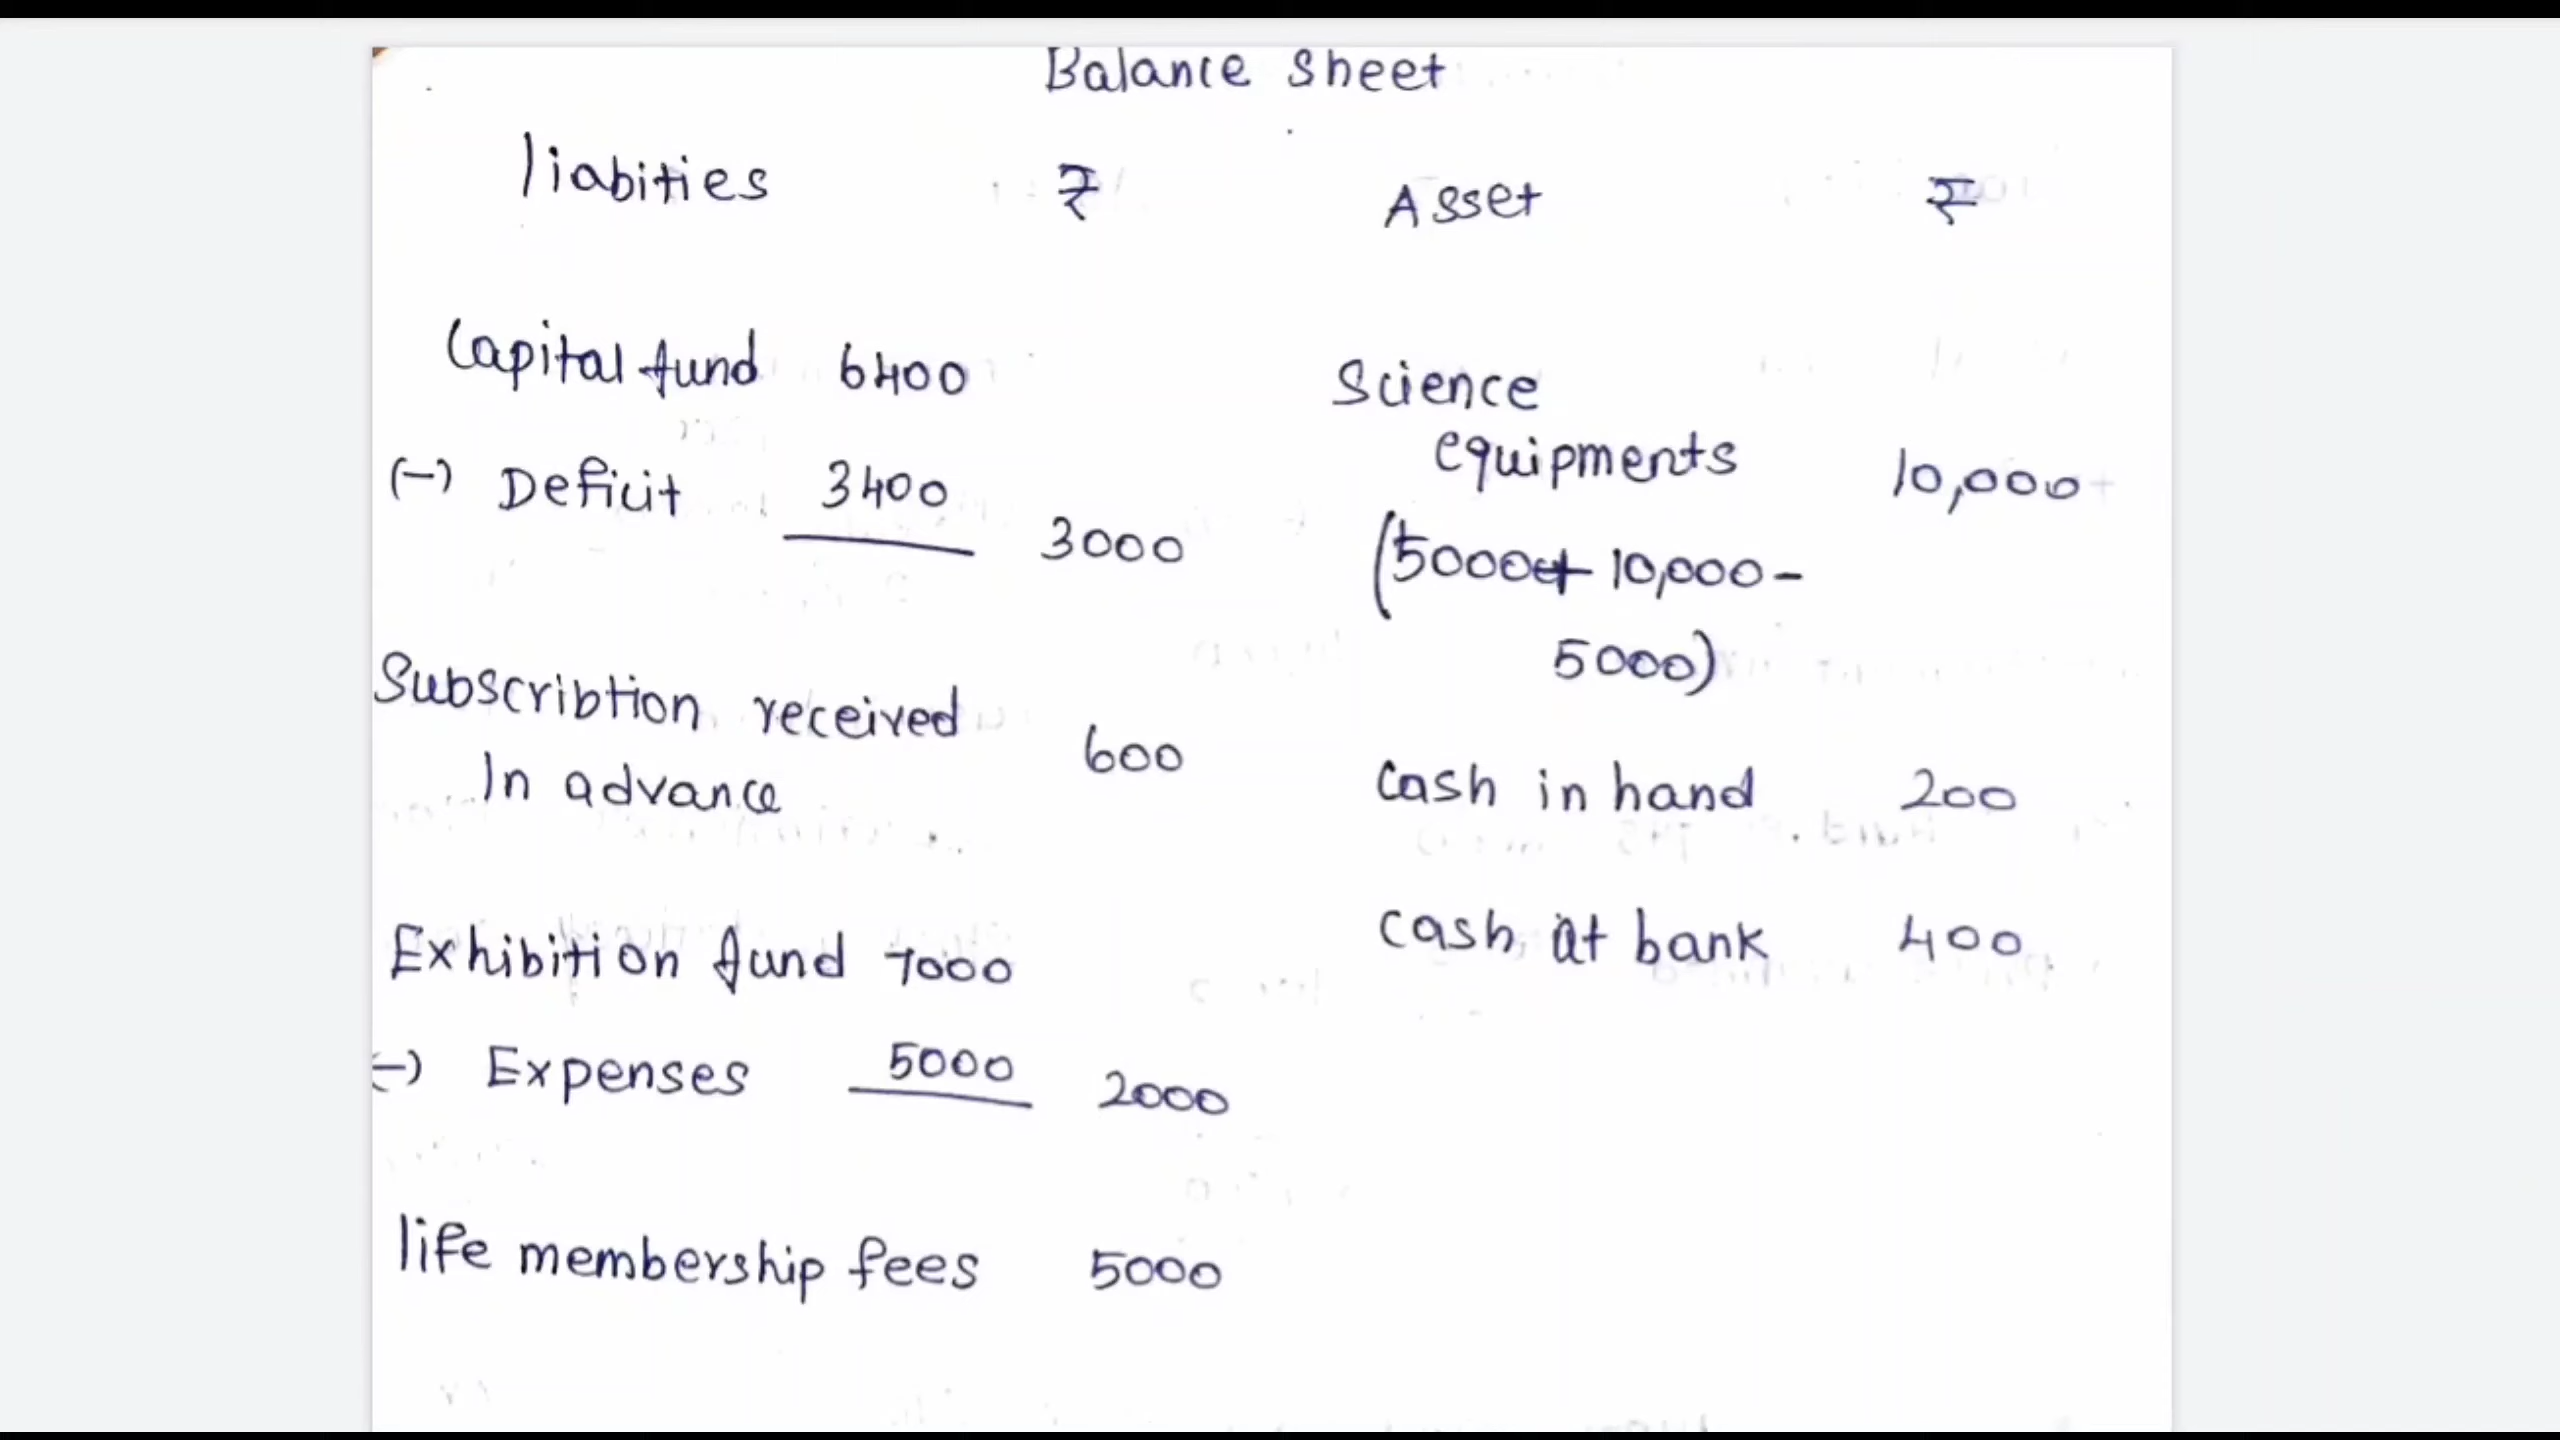 Balance Sheet
liabities ₹ Asset ₹
Capital fund 6400
(-) Deficit 3400 3000
Subscribtion received
In advance 600
Exhibition fund 7000
(-) Expenses 5000 2000
life membership fees 5000
Science
equipments 10,000
(5000+ 10,000-
5000)
Cash in hand 200
Cash at bank 400